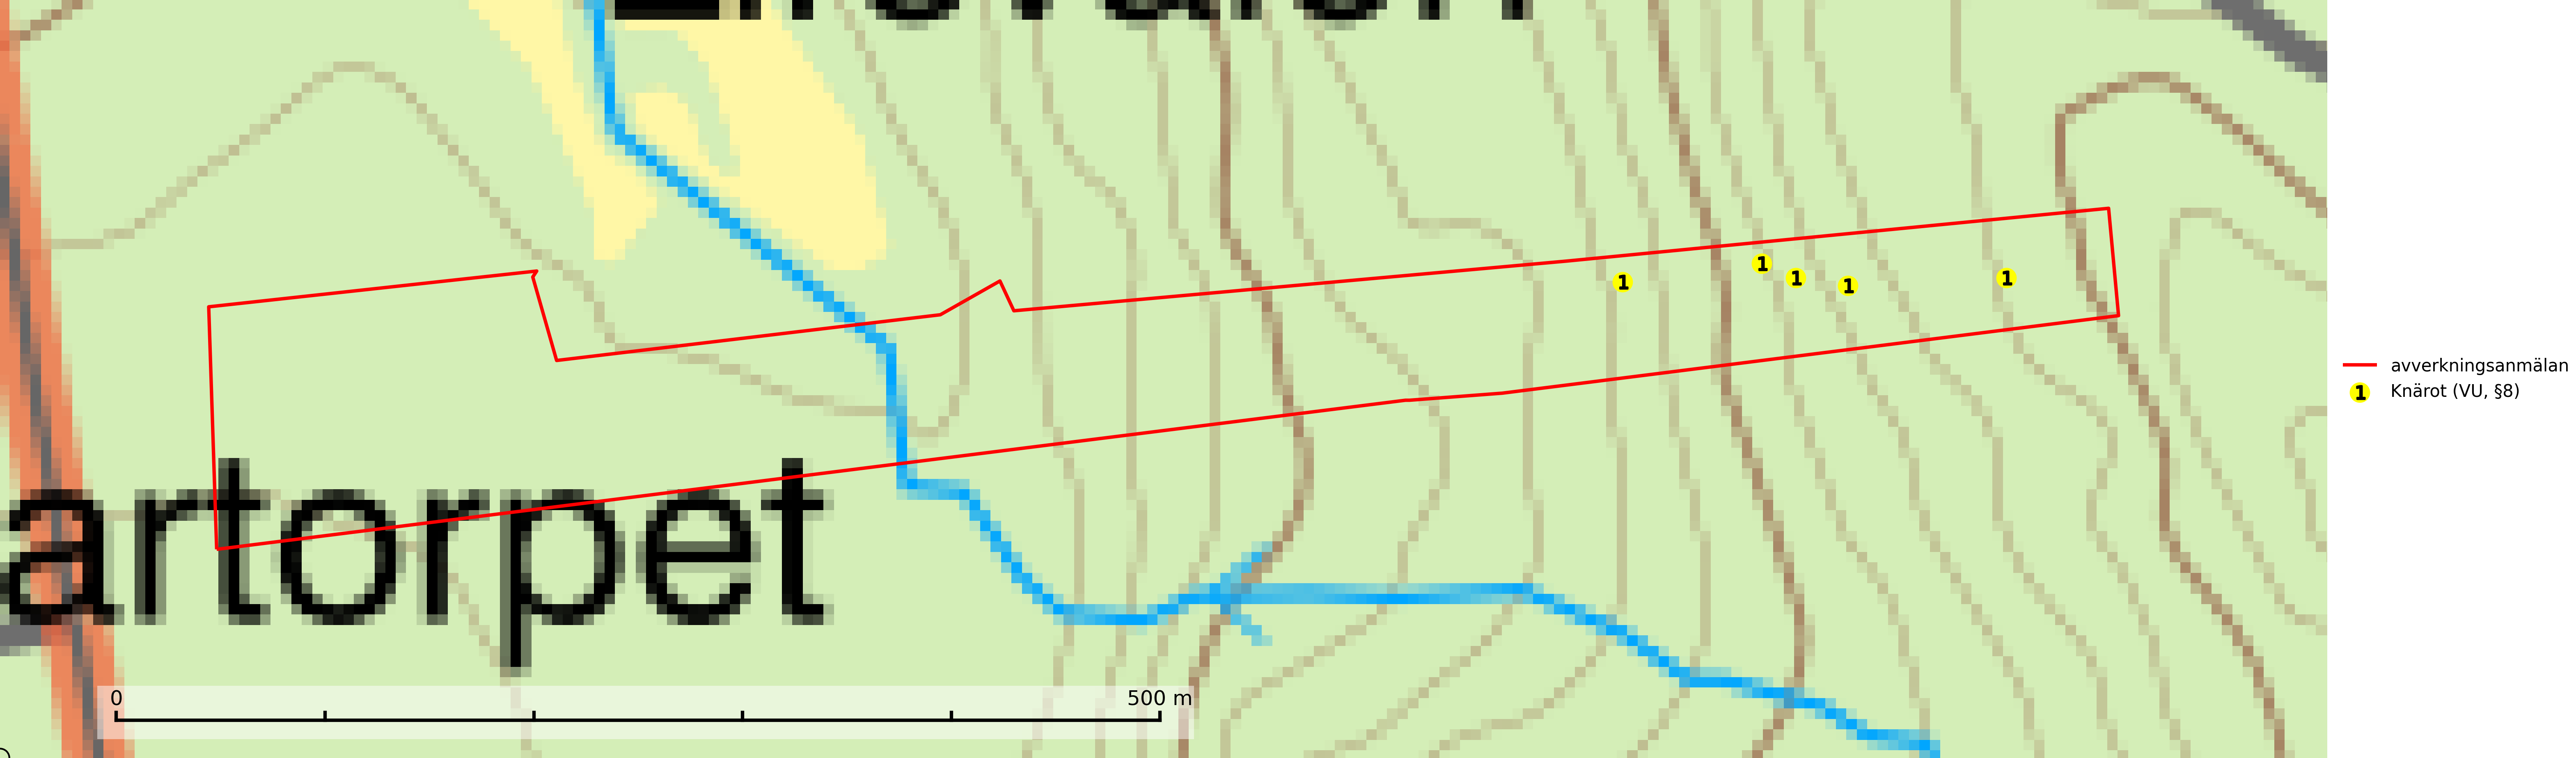 1
1
1
1
1
avverkningsanmälan
1 Knärot (VU, §8)
artorpet
0 500 m